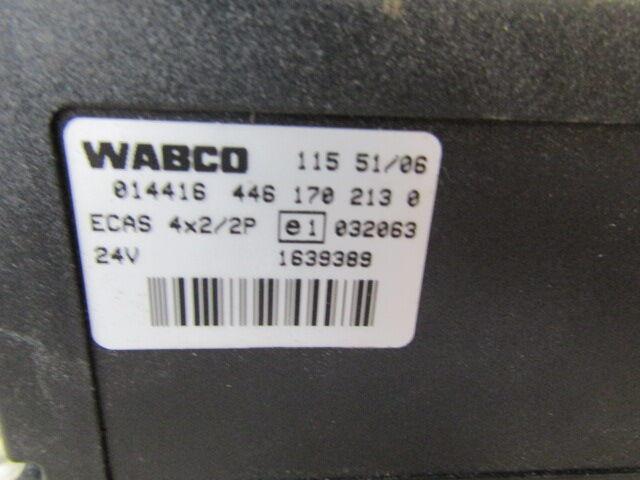 WABCO 115 51/06
014416 446 170 213 0
ECAS 4x2/2P e1 032063
24V 1639389